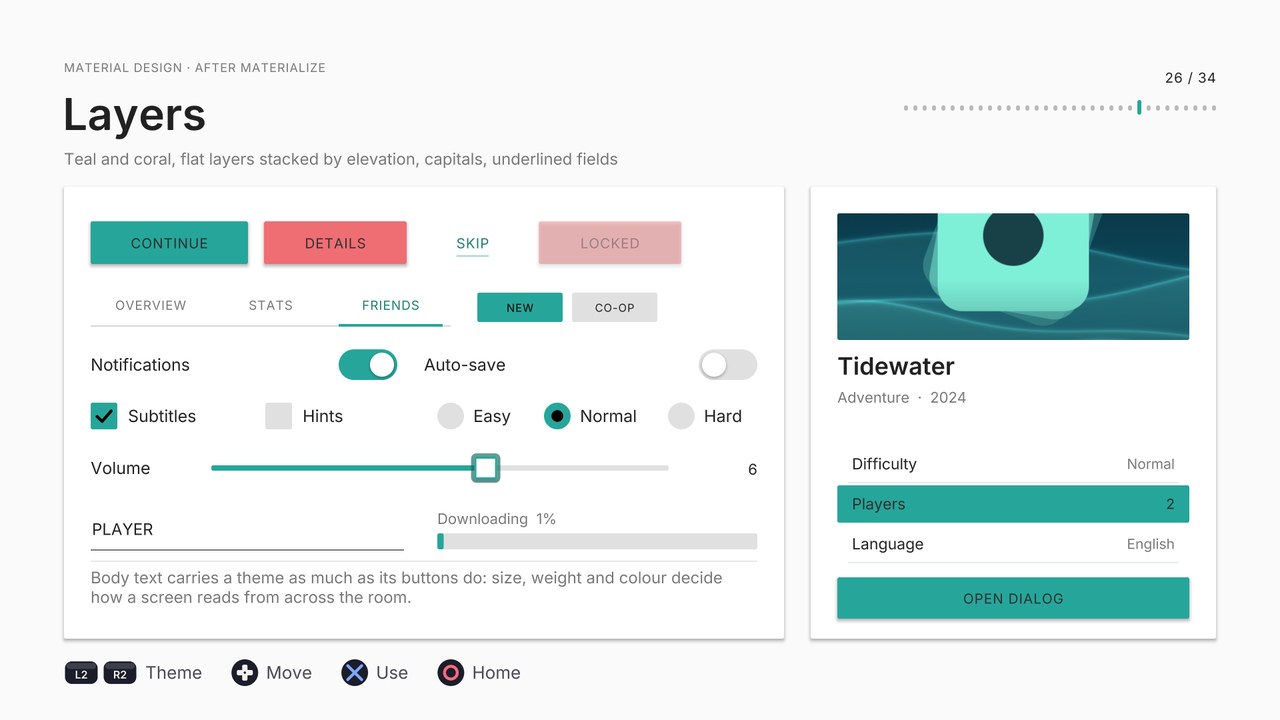 MATERIAL DESIGN · AFTER MATERIALIZE
26 / 34
Layers
Teal and coral, flat layers stacked by elevation, capitals, underlined fields
CONTINUE DETAILS SKIP LOCKED
OVERVIEW STATS FRIENDS NEW CO-OP
Notifications Auto-save
Subtitles Hints Easy Normal Hard
Volume 6
PLAYER
Downloading 1%
Body text carries a theme as much as its buttons do: size, weight and colour decide
how a screen reads from across the room.
Tidewater
Adventure · 2024
Difficulty Normal
Players 2
Language English
OPEN DIALOG
L2 R2 Theme Move Use Home